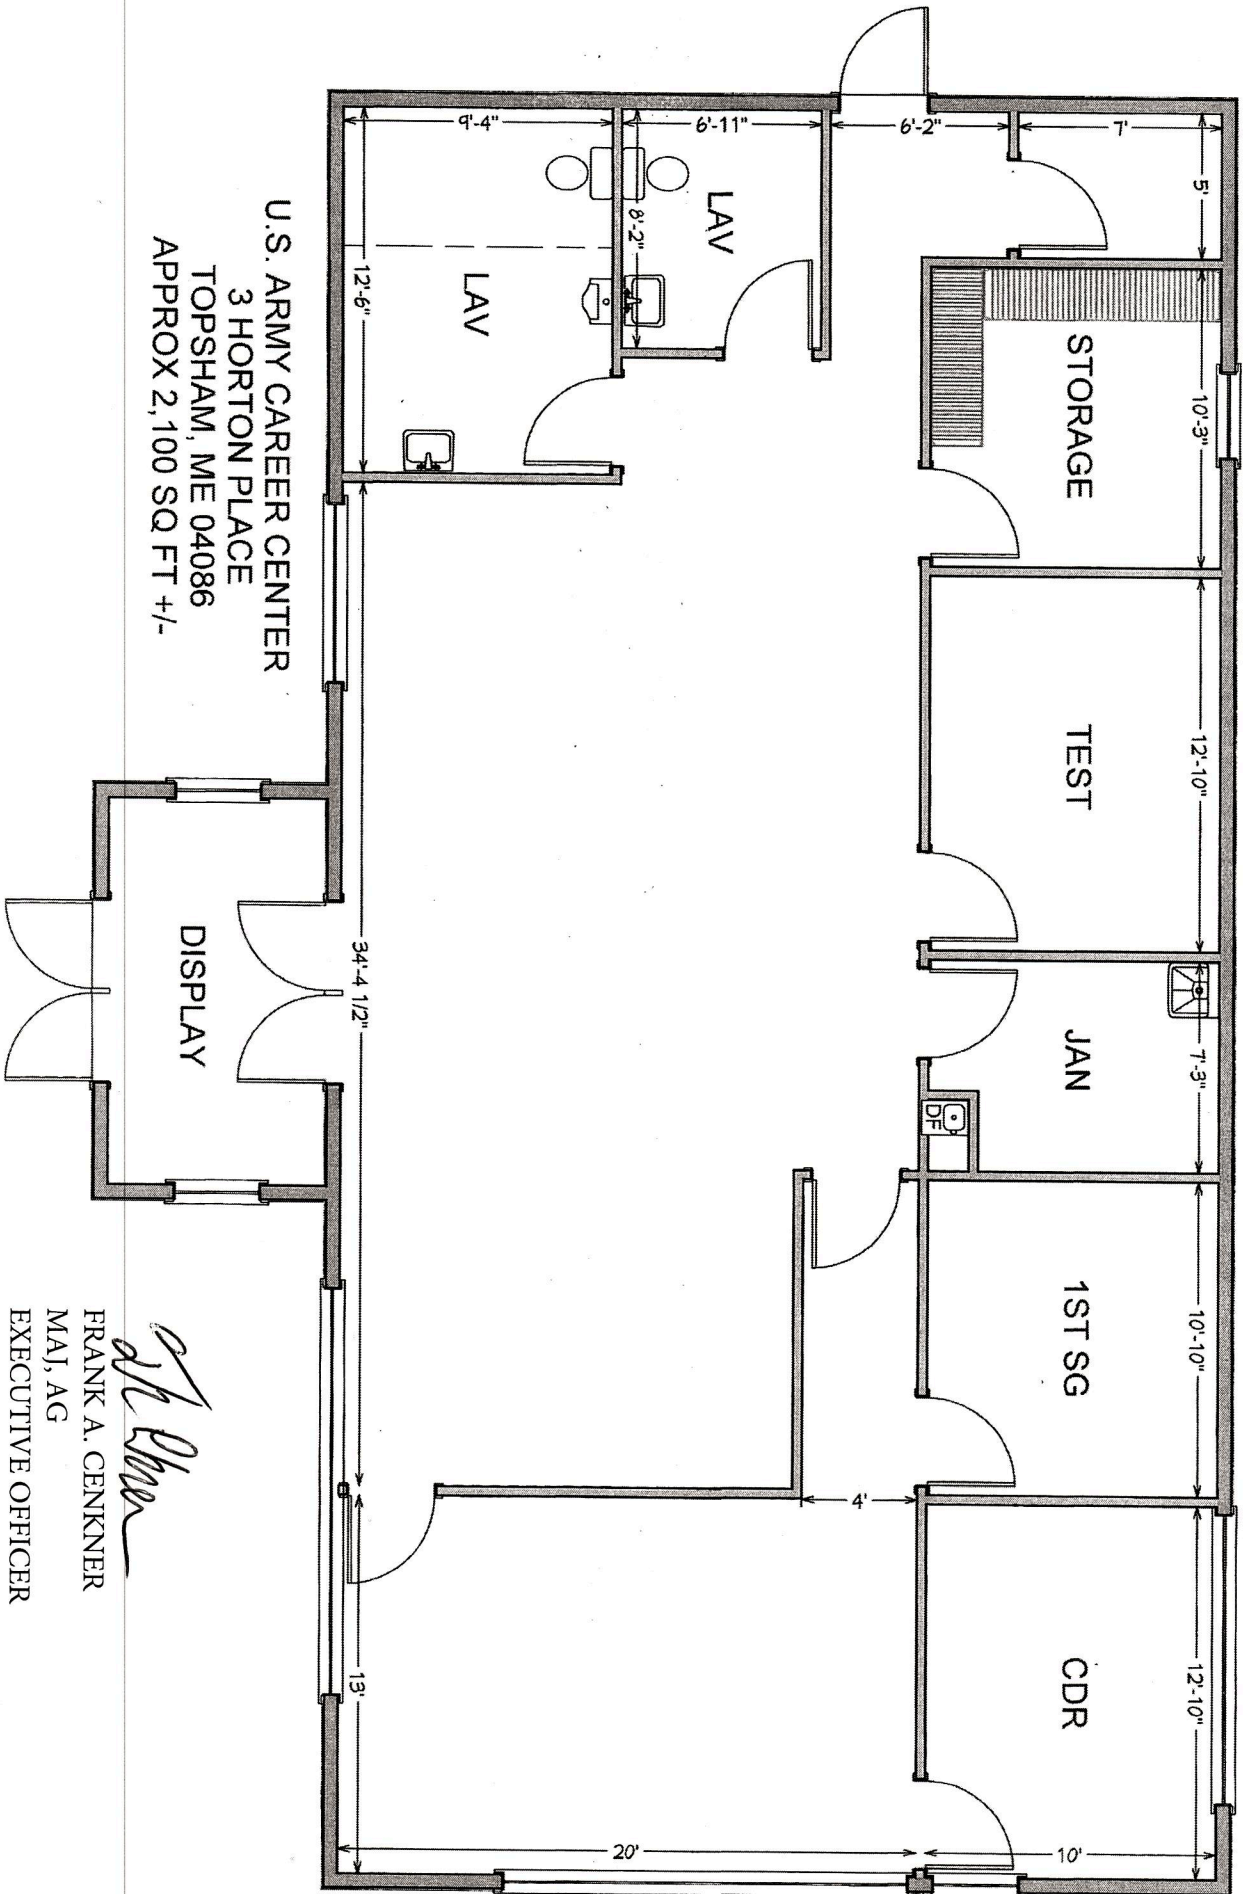 5'
10'-3"
12'-10"
7'-3"
10'-10"
12'-10"
7'
STORAGE
TEST
JAN
1ST SG
CDR
10'
6'-2"
DF
4'
6'-11"
LAV
8'-2"
20'
9'-4"
LAV
12'-6"
34'-4 1/2"
13'
DISPLAY
U.S. ARMY CAREER CENTER
3 HORTON PLACE
TOPSHAM, ME 04086
APPROX 2,100 SQ FT +/-
FRANK A. CENKNER
MAJ, AG
EXECUTIVE OFFICER